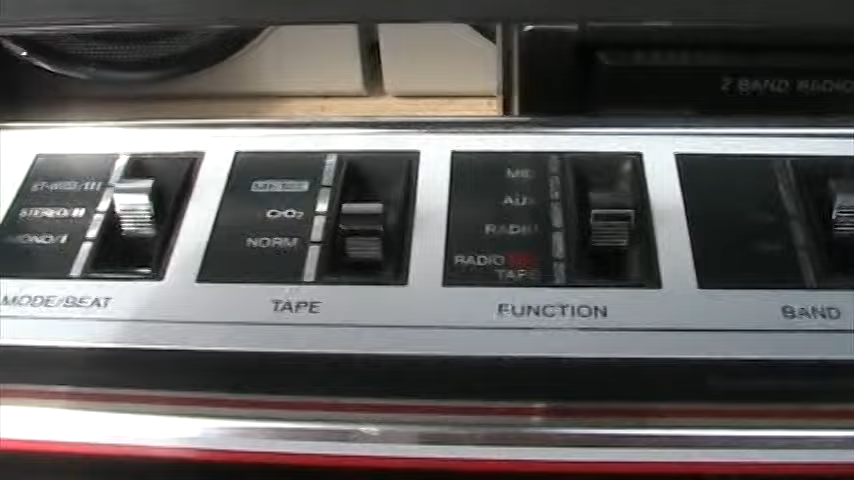 2 BAND RADIO
ST-WIDE/III
STEREO/II
MONO/I
METAL
CrO₂
NORM
MIC
AUX
RADIO
RADIO
TAPE
MODE/BEAT
TAPE
FUNCTION
BAND